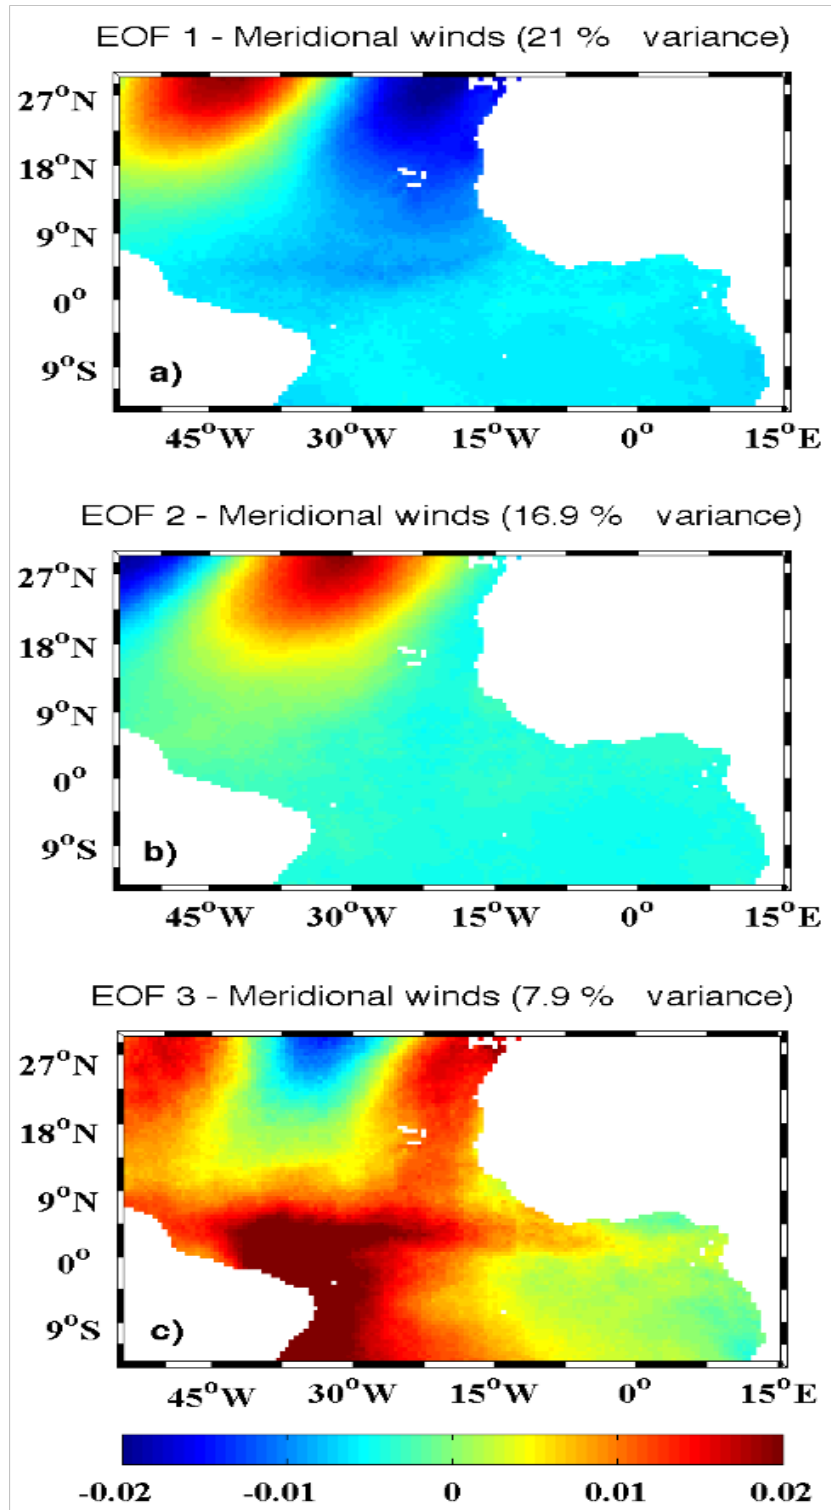 EOF 1 - Meridional winds (21 % variance)
27°N
18°N
9°N
0°
9°S
a)
45°W 30°W 15°W 0° 15°E
EOF 2 - Meridional winds (16.9 % variance)
27°N
18°N
9°N
0°
9°S
b)
45°W 30°W 15°W 0° 15°E
EOF 3 - Meridional winds (7.9 % variance)
27°N
18°N
9°N
0°
9°S
c)
45°W 30°W 15°W 0° 15°E
-0.02 -0.01 0 0.01 0.02